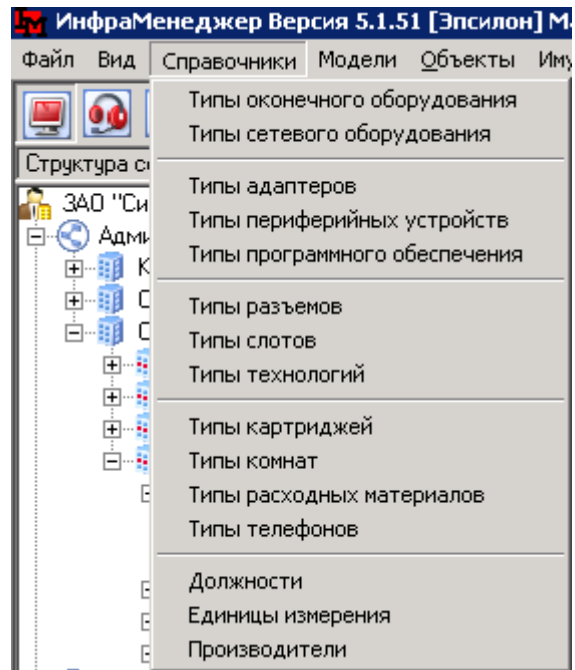 ИнфраМенеджер Версия 5.1.51 [Эпсилон]
Файл Вид Справочники Модели Объекты
Типы оконечного оборудования
Типы сетевого оборудования
Структура
ЗАО
Типы адаптеров
Типы периферийных устройств
Типы программного обеспечения
Типы разъемов
Типы слотов
Типы технологий
Типы картриджей
Типы комнат
Типы расходных материалов
Типы телефонов
Должности
Единицы измерения
Производители